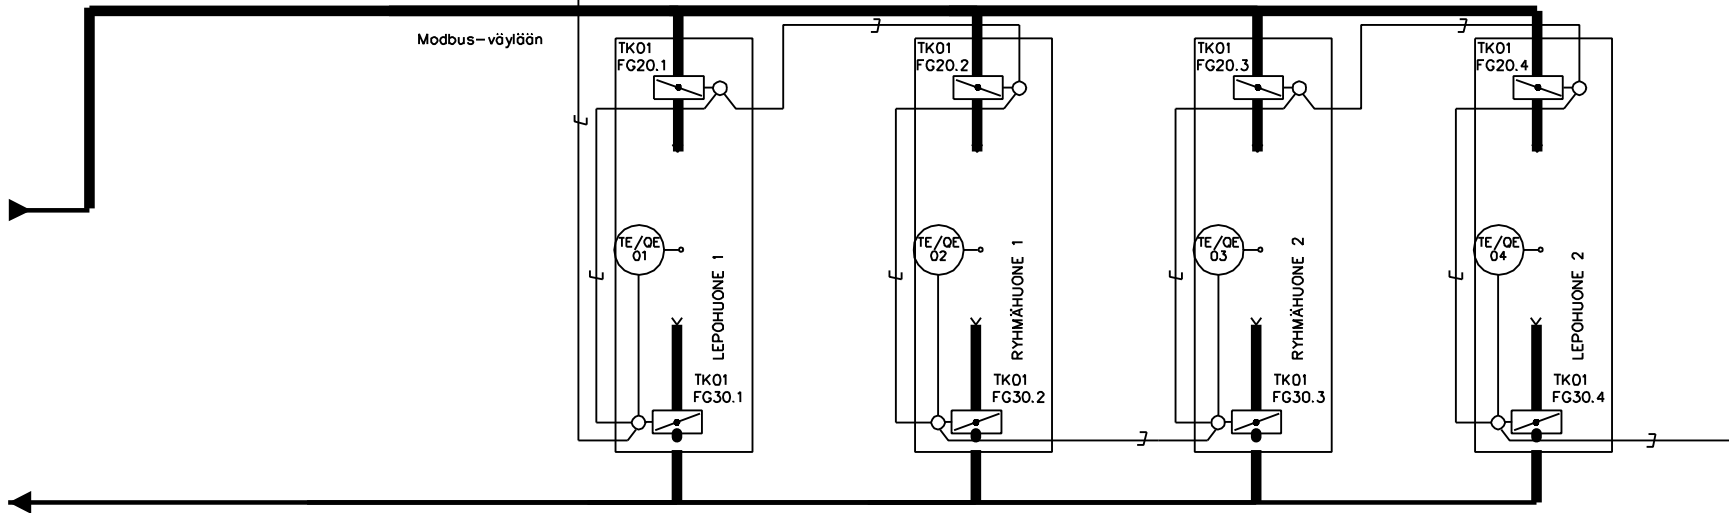 Modbus-väylään
TK01
FG20.1
TE/QE
01
LEPOHUONE 1
TK01
FG30.1
TK01
FG20.2
TE/QE
02
RYHMÄHUONE 1
TK01
FG30.2
TK01
FG20.3
TE/QE
03
RYHMÄHUONE 2
TK01
FG30.3
TK01
FG20.4
TE/QE
04
LEPOHUONE 2
TK01
FG30.4